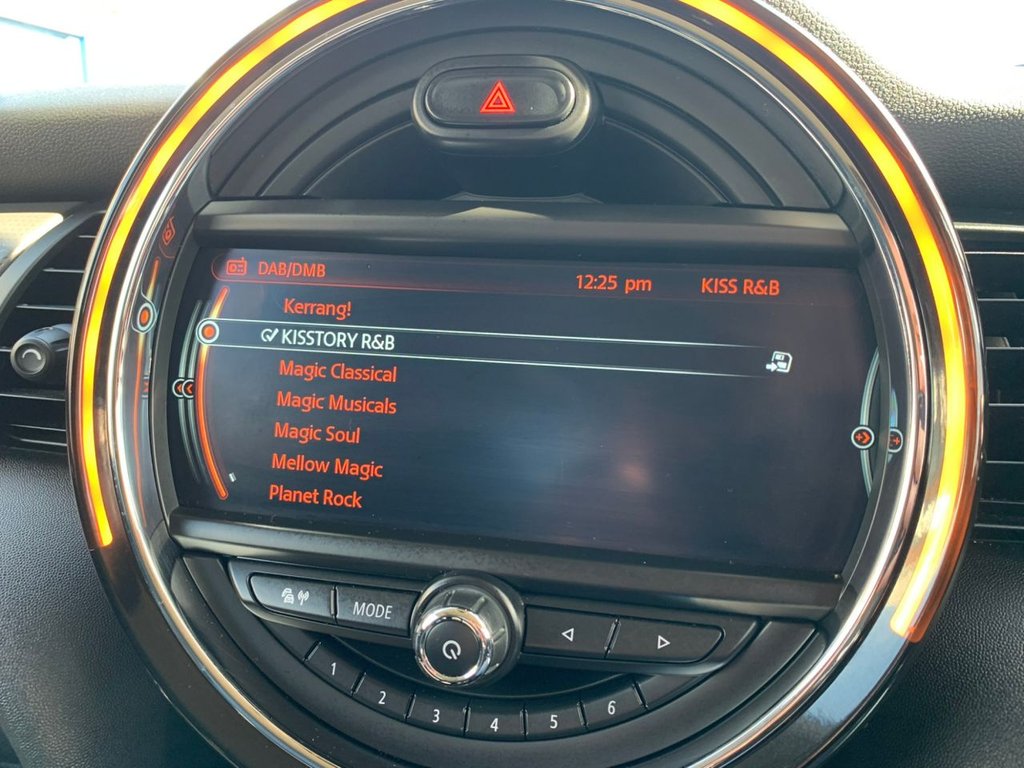 DAB/DMB 12:25 pm KISS R&B
Kerrang!
KISSTORY R&B
Magic Classical
Magic Musicals
Magic Soul
Mellow Magic
Planet Rock
MODE
1 2 3 4 5 6